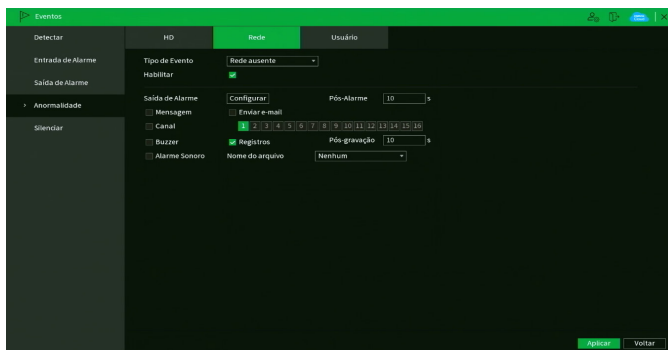 Eventos
Detectar
HD
Rede
Usuário
Entrada de Alarme
Saída de Alarme
Anormalidade
Silenciar
Tipo de Evento Rede ausente
Habilitar
Saída de Alarme Configurar Pós-Alarme 10 s
Mensagem Enviar e-mail
Canal 1 2 3 4 5 6 7 8 9 10 11 12 13 14 15 16
Buzzer Registros Pós-gravação 10 s
Alarme Sonoro Nome do arquivo Nenhum
Aplicar Voltar